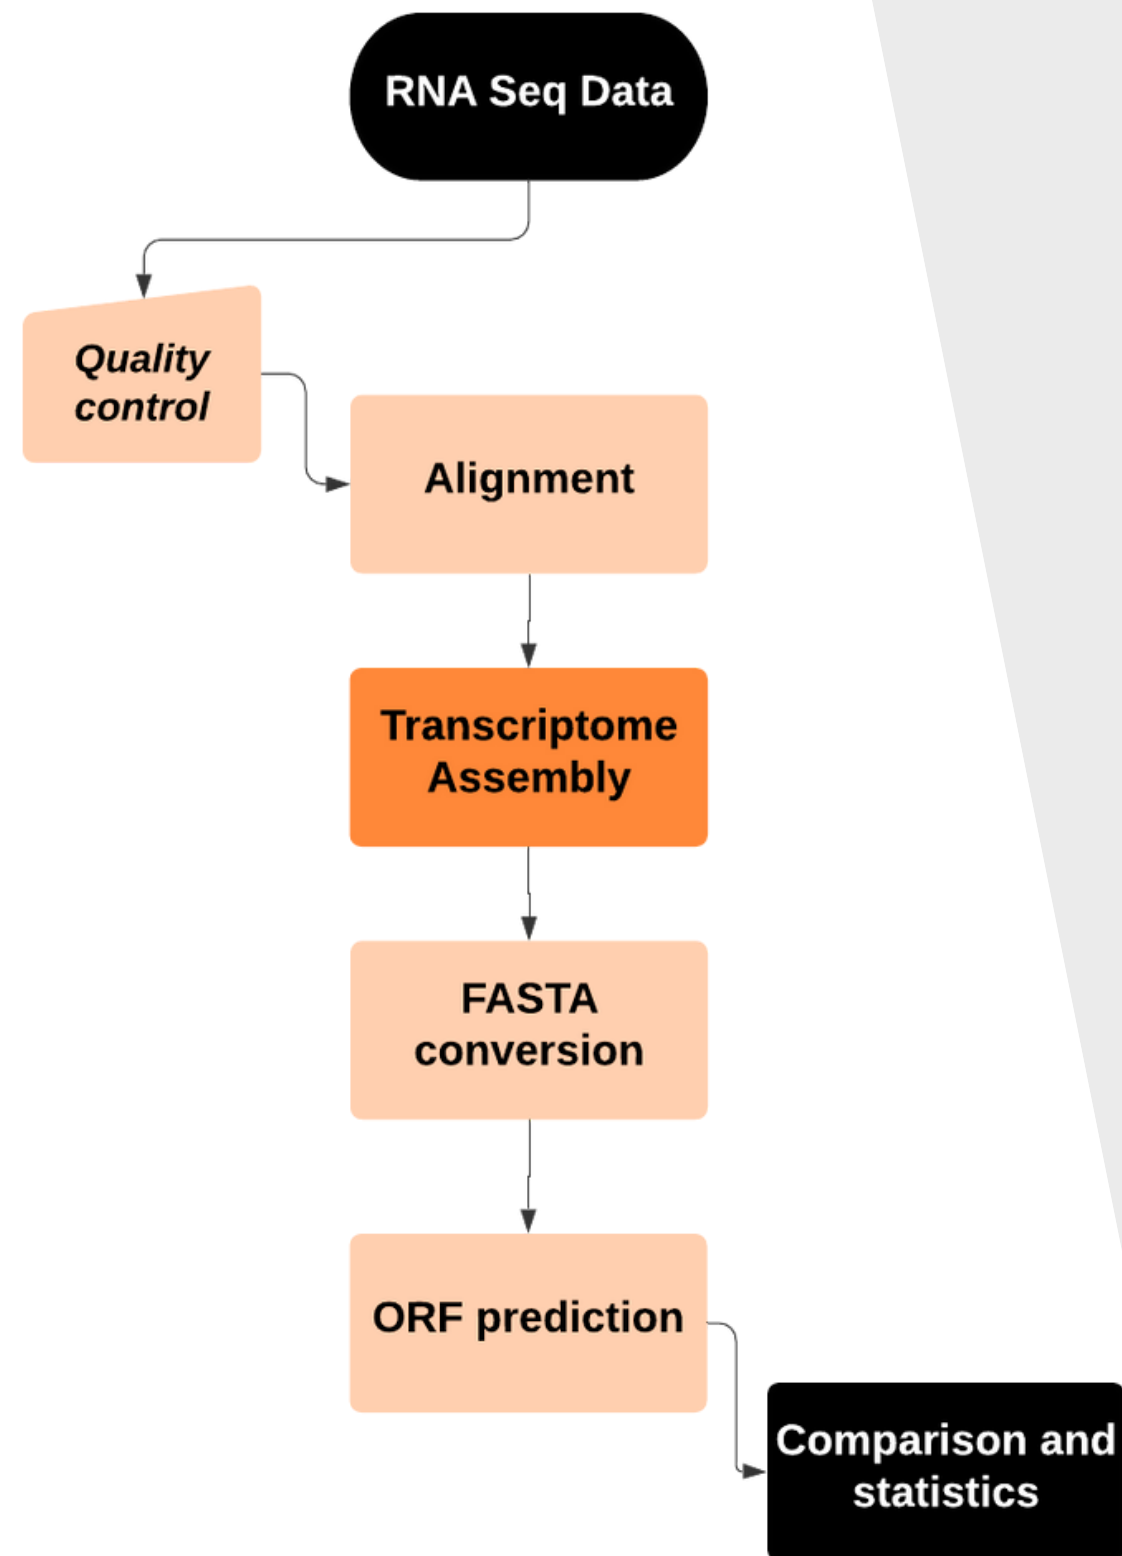 RNA Seq Data
Quality
control
Alignment
Transcriptome
Assembly
FASTA
conversion
ORF prediction
Comparison and
statistics